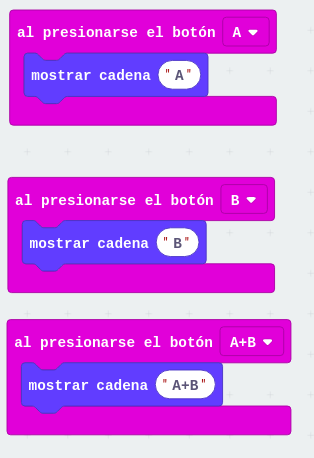 al presionarse el botón A
mostrar cadena "A"
al presionarse el botón B
mostrar cadena "B"
al presionarse el botón A+B
mostrar cadena "A+B"